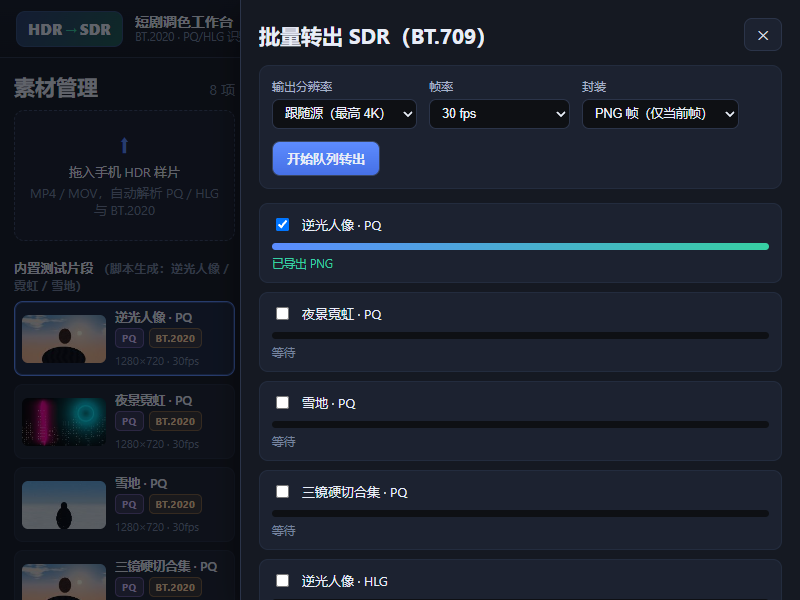 HDR→SDR
短剧调色工作台
BT.2020 · PQ/HLG 识
素材管理
8 项
拖入手机 HDR 样片
MP4 / MOV，自动解析 PQ / HLG
与 BT.2020
内置测试片段 （脚本生成：逆光人像 /
霓虹 / 雪地）
逆光人像 · PQ
PQ
BT.2020
1280×720 · 30fps
夜景霓虹 · PQ
PQ
BT.2020
1280×720 · 30fps
雪地 · PQ
PQ
BT.2020
1280×720 · 30fps
三镜硬切合集 · PQ
PQ
BT.2020
批量转出 SDR（BT.709）
输出分辨率
帧率
封装
跟随源（最高 4K）
30 fps
PNG 帧（仅当前帧）
开始队列转出
逆光人像 · PQ
已导出 PNG
夜景霓虹 · PQ
等待
雪地 · PQ
等待
三镜硬切合集 · PQ
等待
逆光人像 · HLG